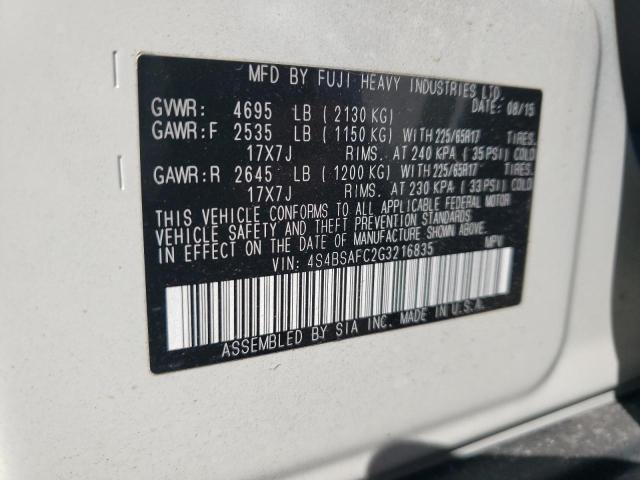 MFD BY FUJI HEAVY INDUSTRIES LTD.
DATE: 08/15
GVWR: 4695 LB (2130 KG)
GAWR:F 2535 LB (1150 KG) WITH 225/65R17 TIRES.
17X7J RIMS. AT 240 KPA (35 PSI) COLD
GAWR:R 2645 LB (1200 KG) WITH 225/65R17 TIRES.
17X7J RIMS. AT 230 KPA (33 PSI) COLD
THIS VEHICLE CONFORMS TO ALL APPLICABLE FEDERAL MOTOR
VEHICLE SAFETY AND THEFT PREVENTION STANDARDS
IN EFFECT ON THE DATE OF MANUFACTURE SHOWN ABOVE.
VIN: 4S4BSAFC2G3216835 MPV
ASSEMBLED BY SIA INC. MADE IN U.S.A.